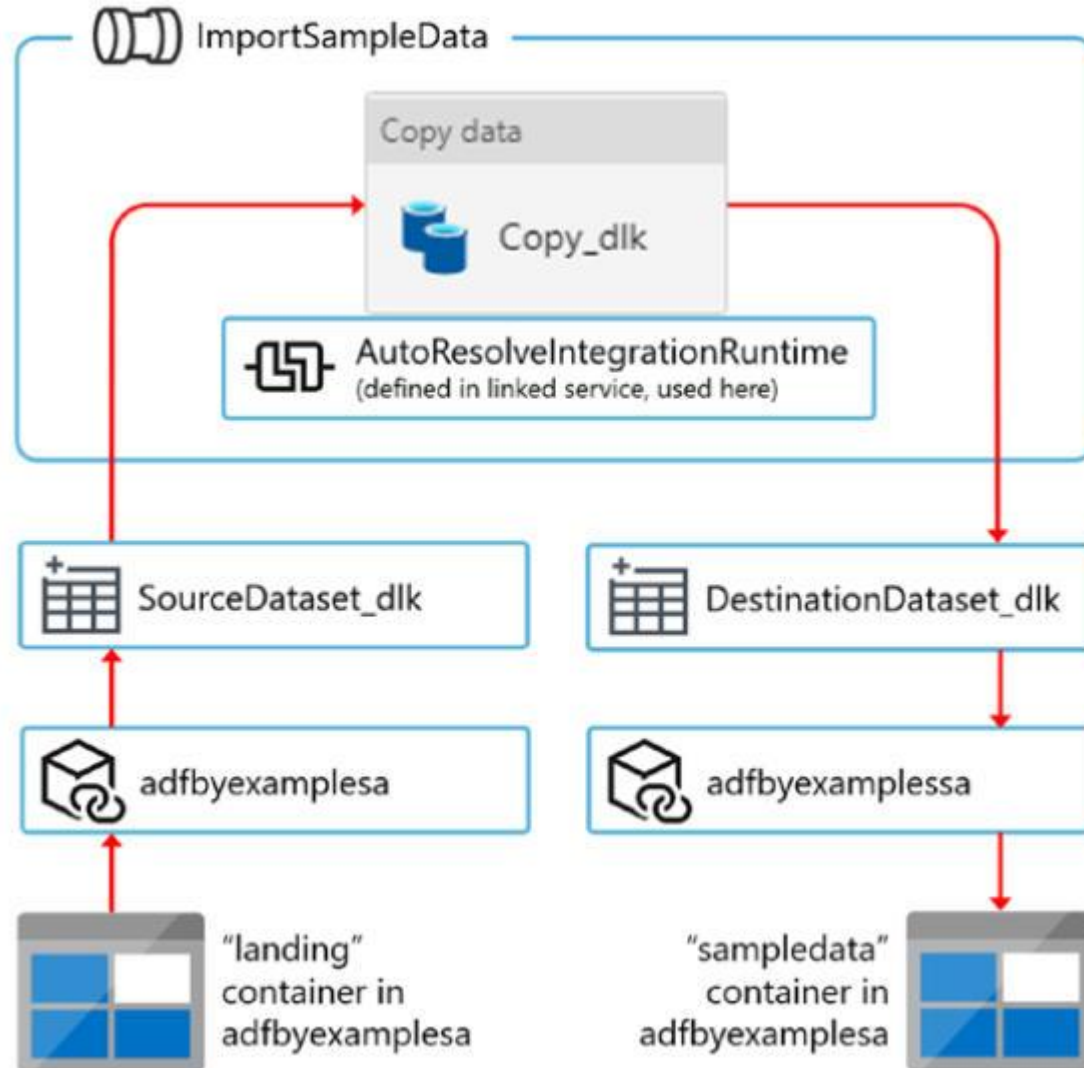 ImportSampleData
Copy data
Copy_dlk
AutoResolveIntegrationRuntime
(defined in linked service, used here)
SourceDataset_dlk
DestinationDataset_dlk
adfbyexamplesa
adfbyexamplessa
“landing”
container in
adfbyexamplesa
“sampledata”
container in
adfbyexamplesa